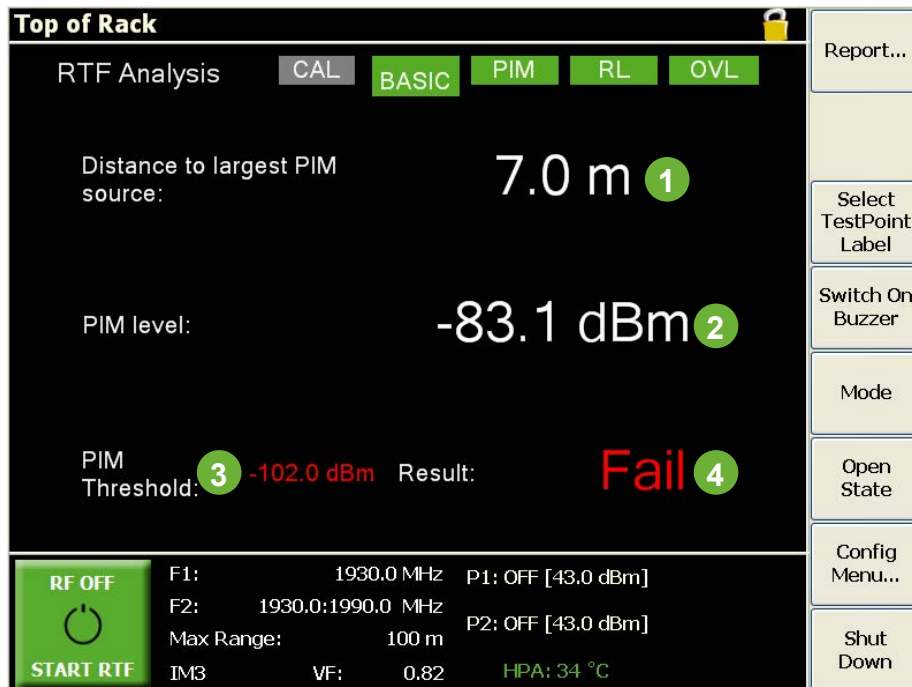 Top of Rack
RTF Analysis CAL BASIC PIM RL OVL
Distance to largest PIM
source:
7.0 m 1
PIM level: -83.1 dBm 2
PIM
Threshold:
3 -102.0 dBm Result: Fail 4
RF OFF
START RTF
F1: 1930.0 MHz P1: OFF [43.0 dBm]
F2: 1930.0:1990.0 MHz
Max Range: 100 m P2: OFF [43.0 dBm]
IM3 VF: 0.82 HPA: 34 °C
Report...
Select
TestPoint
Label
Switch On
Buzzer
Mode
Open
State
Config
Menu...
Shut
Down